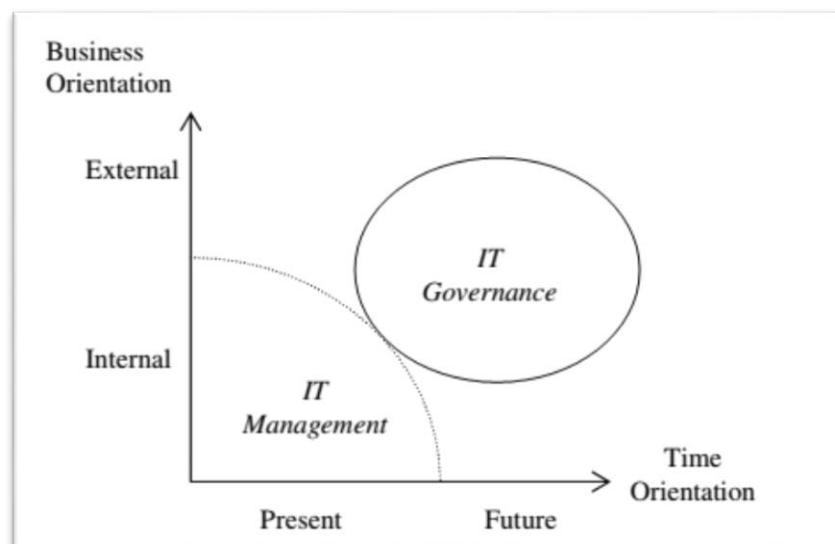 Business
Orientation
External
IT
Governance
Internal
IT
Management
Time
Orientation
Present
Future